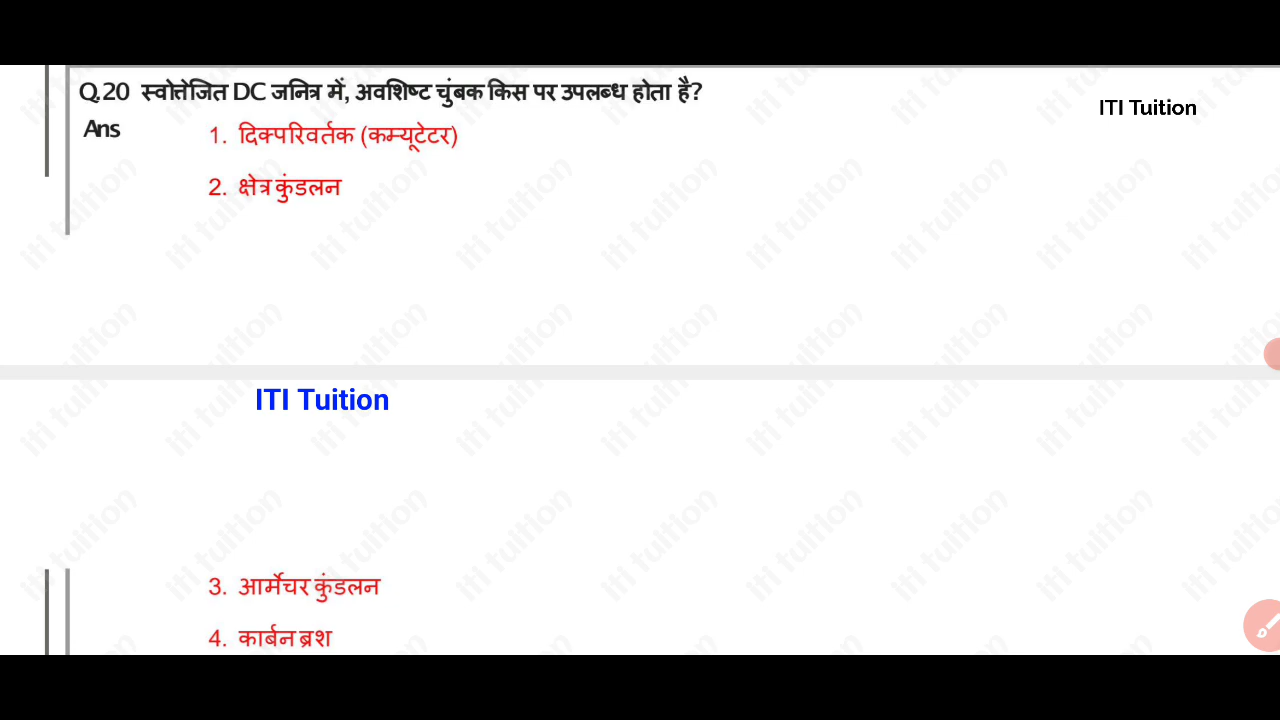 Q.20 स्वोत्तेजित DC जनित्र में, अवशिष्ट चुंबक किस पर उपलब्ध होता है?
ITI Tuition
Ans
1. दिक्परिवर्तक (कम्यूटेटर)
2. क्षेत्र कुंडलन
ITI Tuition
3. आर्मेचर कुंडलन
4. कार्बन ब्रश